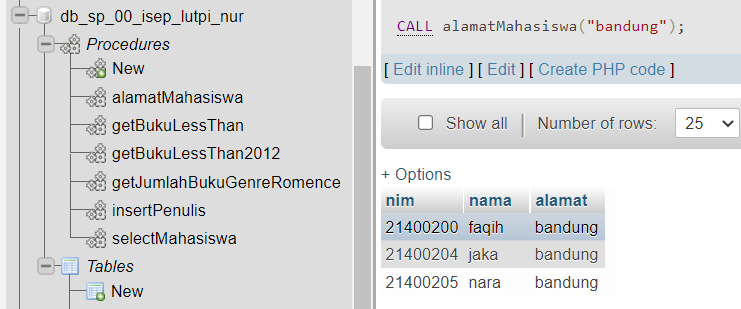 db_sp_00_isep_lutpi_nur
Procedures
New
alamatMahasiswa
getBukuLessThan
getBukuLessThan2012
getJumlahBukuGenreRomence
insertPenulis
selectMahasiswa
Tables
New
CALL alamatMahasiswa("bandung");
[ Edit inline ] [ Edit ] [ Create PHP code ]
Show all | Number of rows: 25
+ Options
nim nama alamat
21400200 faqih bandung
21400204 jaka bandung
21400205 nara bandung